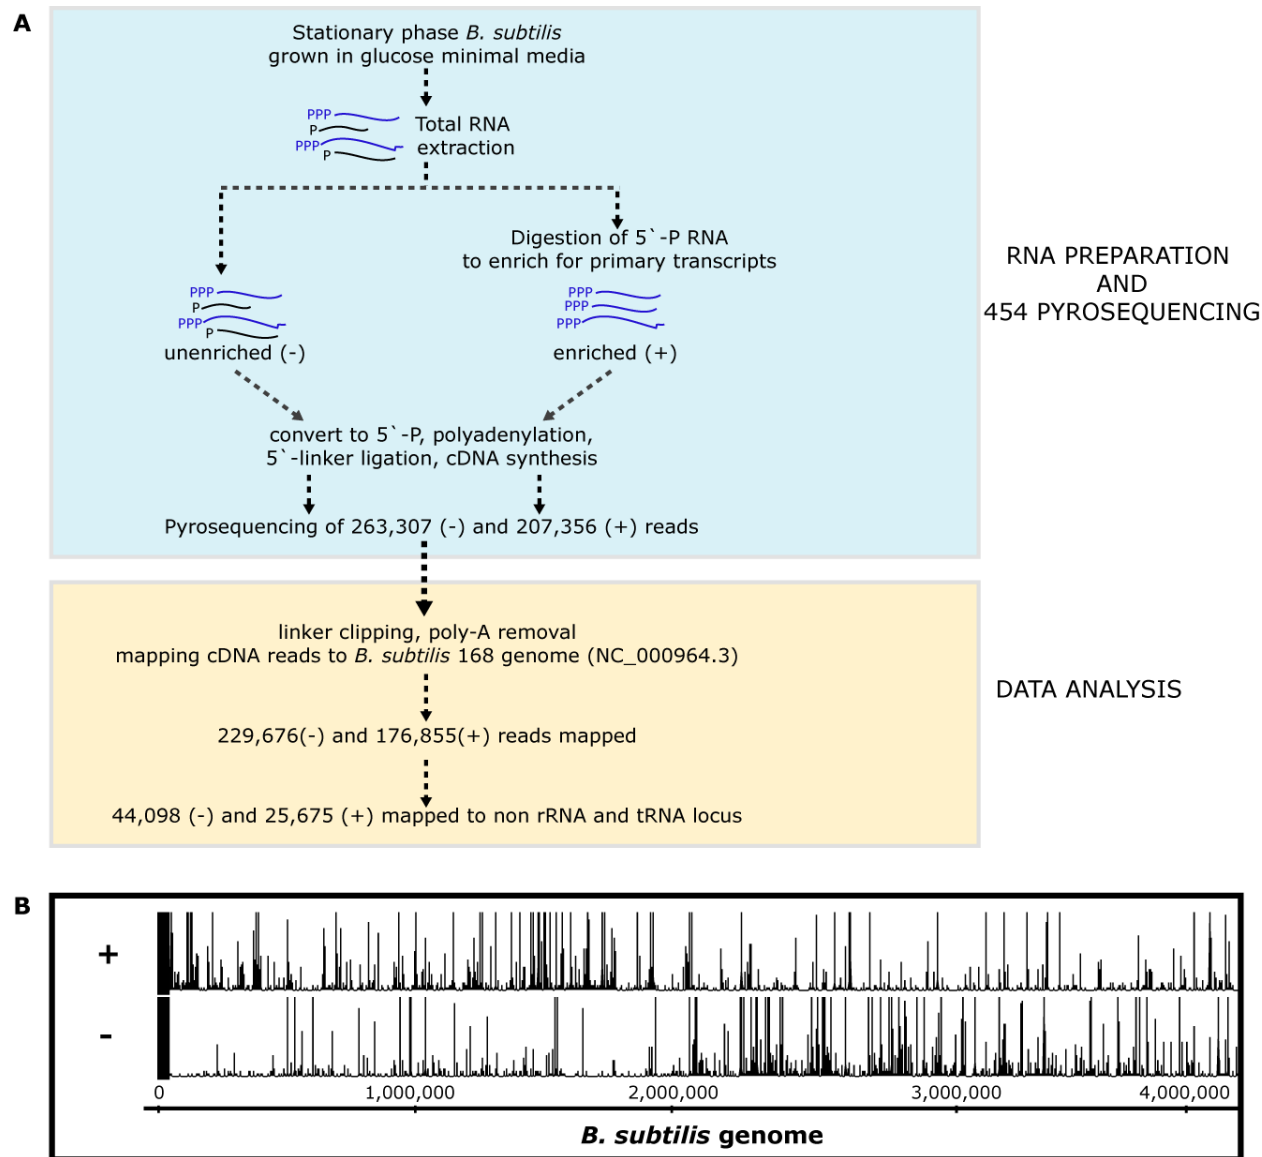 A
Stationary phase B. subtilis
grown in glucose minimal media
PPP
P
PPP
P
Total RNA
extraction
Digestion of 5`-P RNA
to enrich for primary transcripts
PPP
P
PPP
P
unenriched (-)
PPP
PPP
PPP
enriched (+)
convert to 5`-P, polyadenylation,
5`-linker ligation, cDNA synthesis
Pyrosequencing of 263,307 (-) and 207,356 (+) reads
RNA PREPARATION
AND
454 PYROSEQUENCING
linker clipping, poly-A removal
mapping cDNA reads to B. subtilis 168 genome (NC_000964.3)
229,676(-) and 176,855(+) reads mapped
44,098 (-) and 25,675 (+) mapped to non rRNA and tRNA locus
DATA ANALYSIS
B
+
-
0 1,000,000 2,000,000 3,000,000 4,000,000
B. subtilis genome